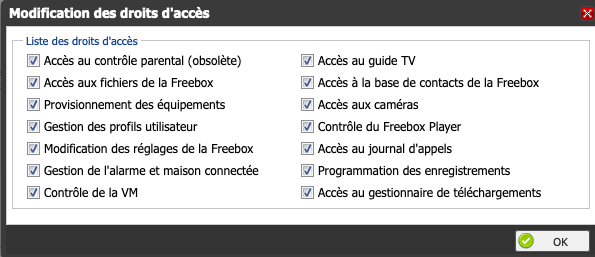 Modification des droits d'accès
Liste des droits d'accès
Accès au contrôle parental (obsolète)
Accès au guide TV
Accès aux fichiers de la Freebox
Accès à la base de contacts de la Freebox
Provisionnement des équipements
Accès aux caméras
Gestion des profils utilisateur
Contrôle du Freebox Player
Modification des réglages de la Freebox
Accès au journal d'appels
Gestion de l'alarme et maison connectée
Programmation des enregistrements
Contrôle de la VM
Accès au gestionnaire de téléchargements
OK